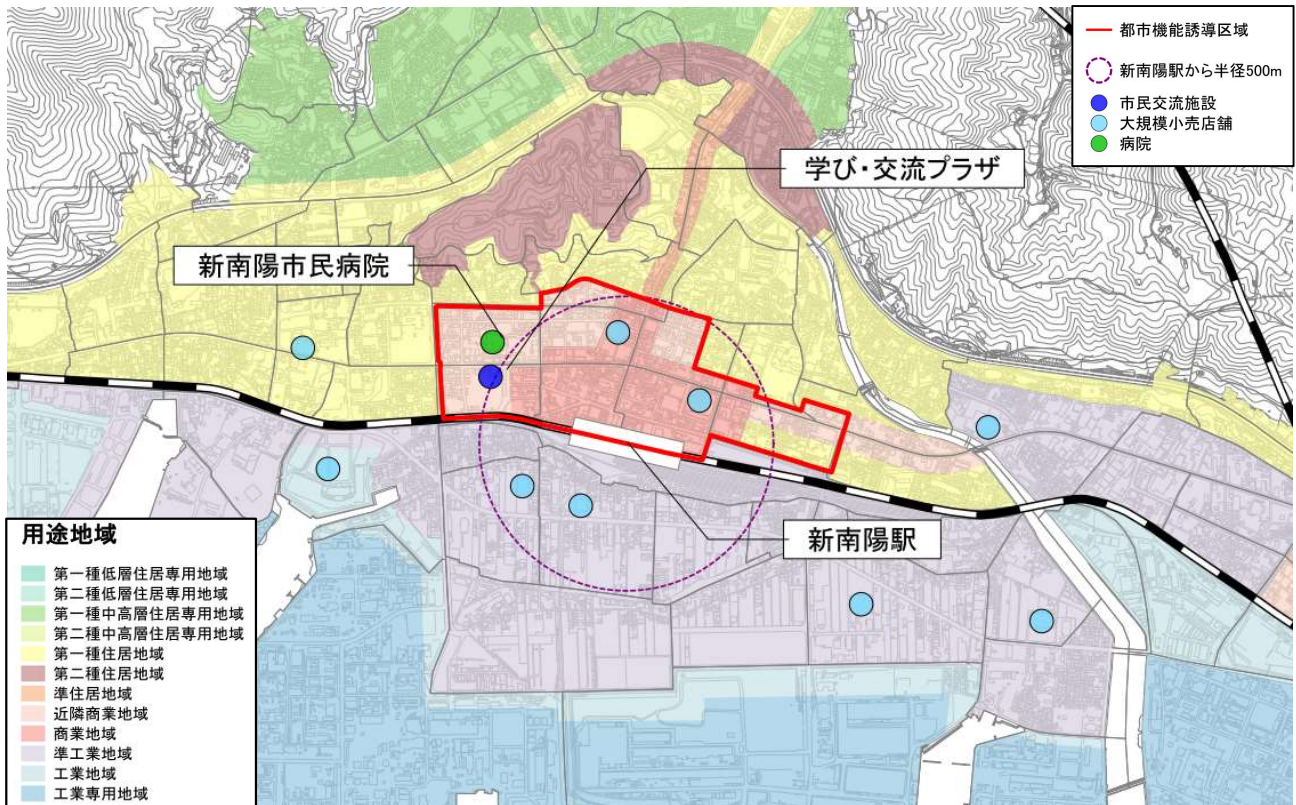 都市機能誘導区域
新南陽駅から半径500m
市民交流施設
大規模小売店舗
病院
学び・交流プラザ
新南陽市民病院
新南陽駅
用途地域
第一種低層住居専用地域
第二種低層住居専用地域
第一種中高層住居専用地域
第二種中高層住居専用地域
第一種住居地域
第二種住居地域
準住居地域
近隣商業地域
商業地域
準工業地域
工業地域
工業専用地域